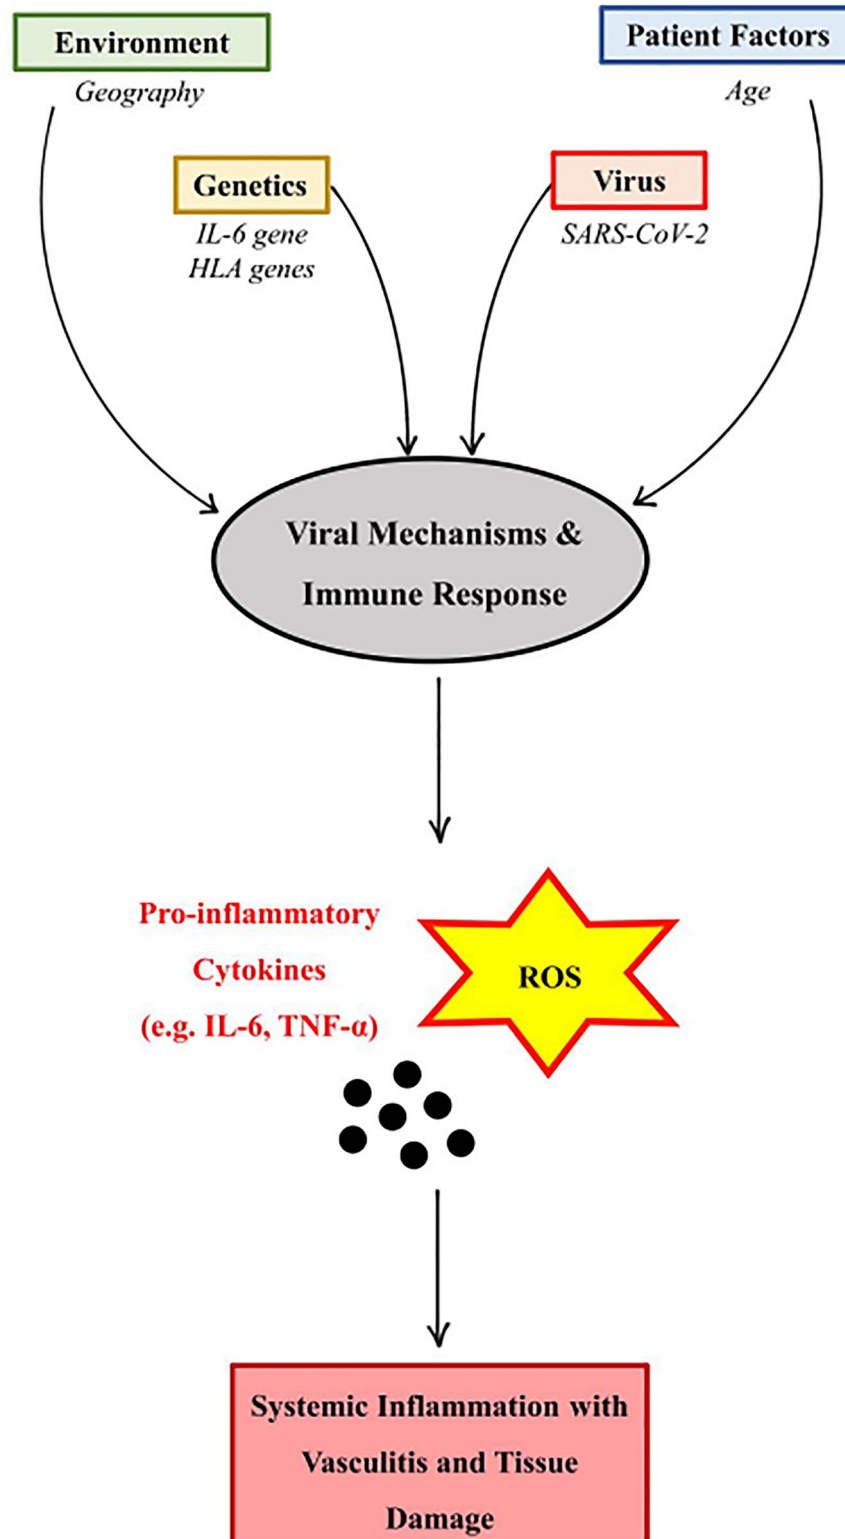 Environment
Geography
Patient Factors
Age
Genetics
IL-6 gene
HLA genes
Virus
SARS-CoV-2
Viral Mechanisms &
Immune Response
Pro-inflammatory
Cytokines
(e.g. IL-6, TNF-α)
ROS
Systemic Inflammation with
Vasculitis and Tissue
Damage